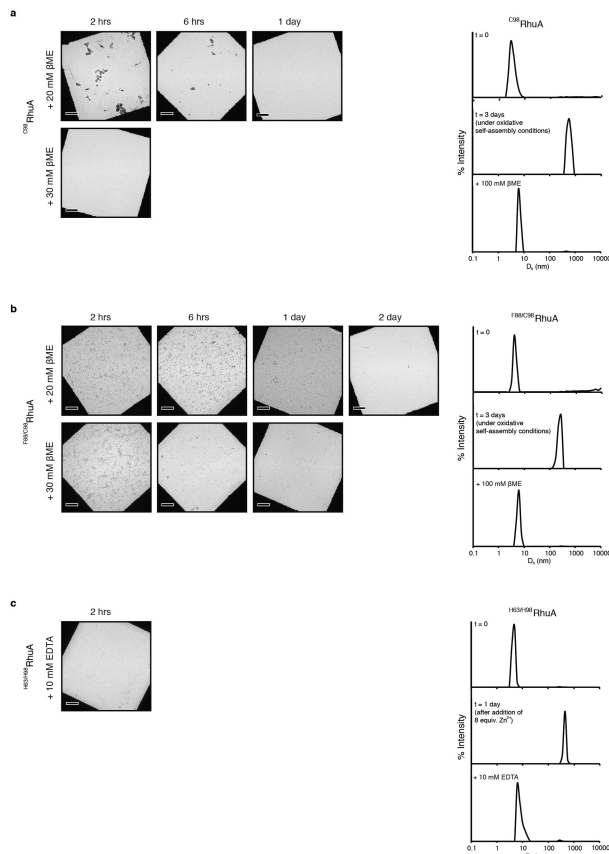 a
2 hrs
6 hrs
1 day
+ 20 mM βME
+ 30 mM βME
C98RhuA
C98RhuA
t = 0
t = 3 days
(under oxidative
self-assembly conditions)
+ 100 mM βME
% Intensity
0.1 1 10 100 1000 10000
Dh (nm)
b
2 hrs
6 hrs
1 day
2 day
+ 20 mM βME
+ 30 mM βME
F88/C98RhuA
F88/C98RhuA
t = 0
t = 3 days
(under oxidative
self-assembly conditions)
+ 100 mM βME
% Intensity
0.1 1 10 100 1000 10000
Dh (nm)
c
2 hrs
+ 10 mM EDTA
H63/H98RhuA
H63/H98RhuA
t = 0
t = 1 day
(after addition of
8 equiv. Zn2+)
+ 10 mM EDTA
% Intensity
0.1 1 10 100 1000 10000